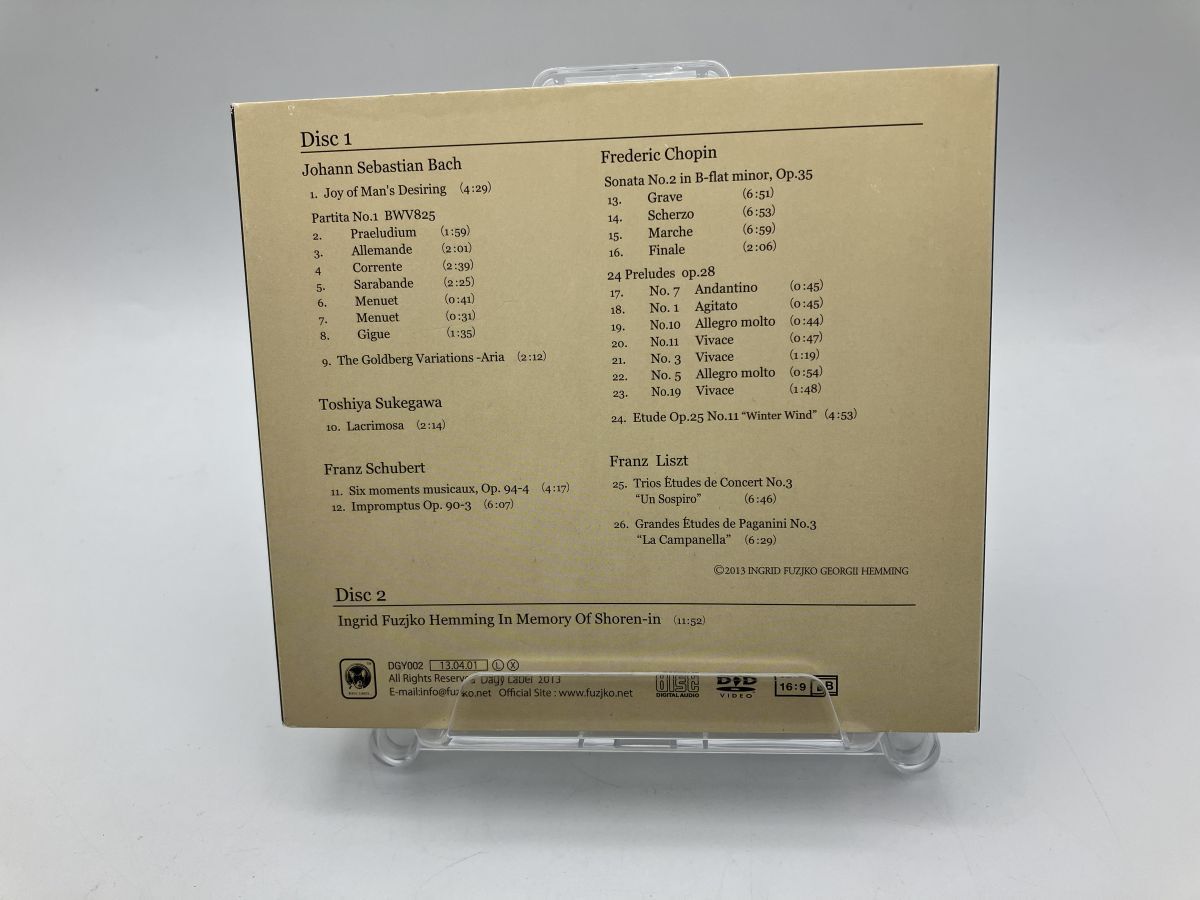 Disc 1
Johann Sebastian Bach
1. Joy of Man's Desiring (4:29)
Partita No.1 BWV825
2. Praeludium (1:59)
3. Allemande (2:01)
4 Corrente (2:39)
5. Sarabande (2:25)
6. Menuet (0:41)
7. Menuet (0:31)
8. Gigue (1:35)
9. The Goldberg Variations -Aria (2:12)
Toshiya Sukegawa
10. Lacrimosa (2:14)
Franz Schubert
11. Six moments musicaux, Op. 94-4 (4:17)
12. Impromptus Op. 90-3 (6:07)
Frederic Chopin
Sonata No.2 in B-flat minor, Op.35
13. Grave (6:51)
14. Scherzo (6:53)
15. Marche (6:59)
16. Finale (2:06)
24 Preludes op.28
17. No. 7 Andantino (0:45)
18. No. 1 Agitato (0:45)
19. No.10 Allegro molto (0:44)
20. No.11 Vivace (0:47)
21. No. 3 Vivace (1:19)
22. No. 5 Allegro molto (0:54)
23. No.19 Vivace (1:48)
24. Etude Op.25 No.11 “Winter Wind” (4:53)
Franz Liszt
25. Trios Études de Concert No.3
“Un Sospiro” (6:46)
26. Grandes Études de Paganini No.3
“La Campanella” (6:29)
©2013 INGRID FUZJKO GEORGII HEMMING
Disc 2
Ingrid Fuzjko Hemming In Memory Of Shoren-in (11:52)
DGY002 13.04.01 Ⓛ Ⓧ
All Rights Reserved Dagy Label 2013
E-mail:info@fuzjko.net Official Site : www.fuzjko.net
disc DIGITAL AUDIO
DVD VIDEO
16:9